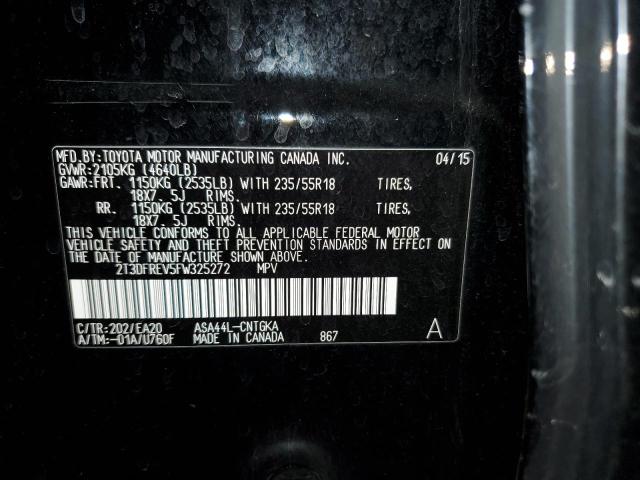 MFD.BY:TOYOTA MOTOR MANUFACTURING CANADA INC. 04/15
GVWR:2105KG (4640LB)
GAWR:FRT. 1150KG (2535LB) WITH 235/55R18 TIRES,
18X7. 5J RIMS.
RR. 1150KG (2535LB) WITH 235/55R18 TIRES,
18X7. 5J RIMS.
THIS VEHICLE CONFORMS TO ALL APPLICABLE FEDERAL MOTOR
VEHICLE SAFETY AND THEFT PREVENTION STANDARDS IN EFFECT ON
THE DATE OF MANUFACTURE SHOWN ABOVE.
2T3DFREV5FW325272 MPV
C/TR:202/EA20 ASA44L-CNTGKA
A/TM:-01A/U760F MADE IN CANADA 867 A